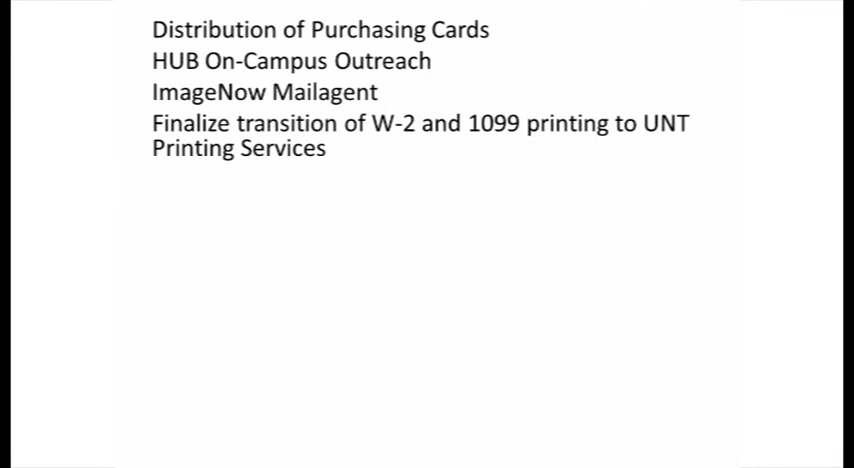 Distribution of Purchasing Cards
HUB On-Campus Outreach
ImageNow Mailagent
Finalize transition of W-2 and 1099 printing to UNT
Printing Services